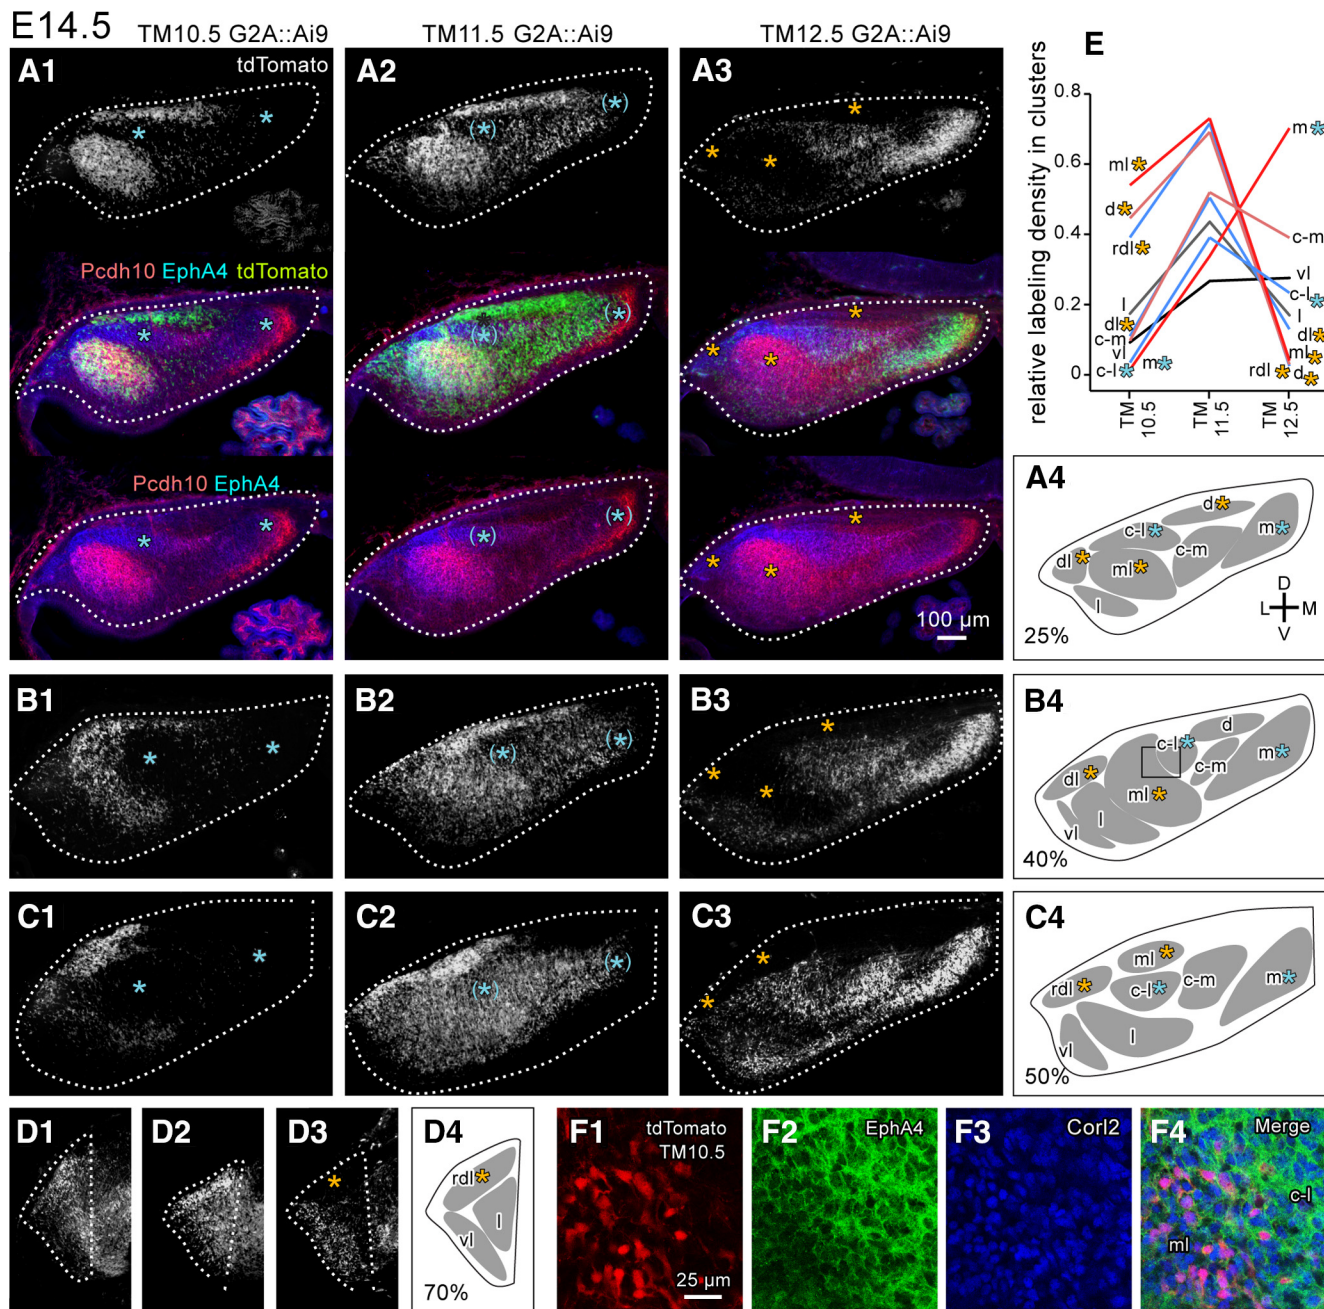 E14.5
TM10.5 G2A::Ai9
TM11.5 G2A::Ai9
TM12.5 G2A::Ai9
A1
tdTomato
*
*
A2
(*)
(*)
A3
*
*
*
Pcdh10 EphA4 tdTomato
*
*
(*)
(*)
*
*
*
Pcdh10 EphA4
*
*
(*)
(*)
*
*
*
100 µm
E
relative labeling density in clusters
0.8
0.6
0.4
0.2
0
ml*
d*
rdl*
l
dl*
c-m
vl
c-l*
m*
m*
c-m
vl
c-l*
l
dl*
ml*
rdl*
d*
TM 10.5
TM 11.5
TM 12.5
A4
d*
c-l*
m*
c-m
dl*
ml*
l
D
L M
V
25%
B1
*
*
B2
(*)
(*)
B3
*
*
*
B4
d
c-l*
m*
c-m
dl*
ml*
l
vl
40%
C1
*
*
C2
(*)
(*)
C3
*
*
C4
ml*
c-m
m*
rdl*
c-l*
l
vl
50%
D1
D2
D3
*
D4
rdl*
l
vl
70%
F1
tdTomato
TM10.5
25 µm
F2
EphA4
F3
Corl2
F4
Merge
c-l
ml